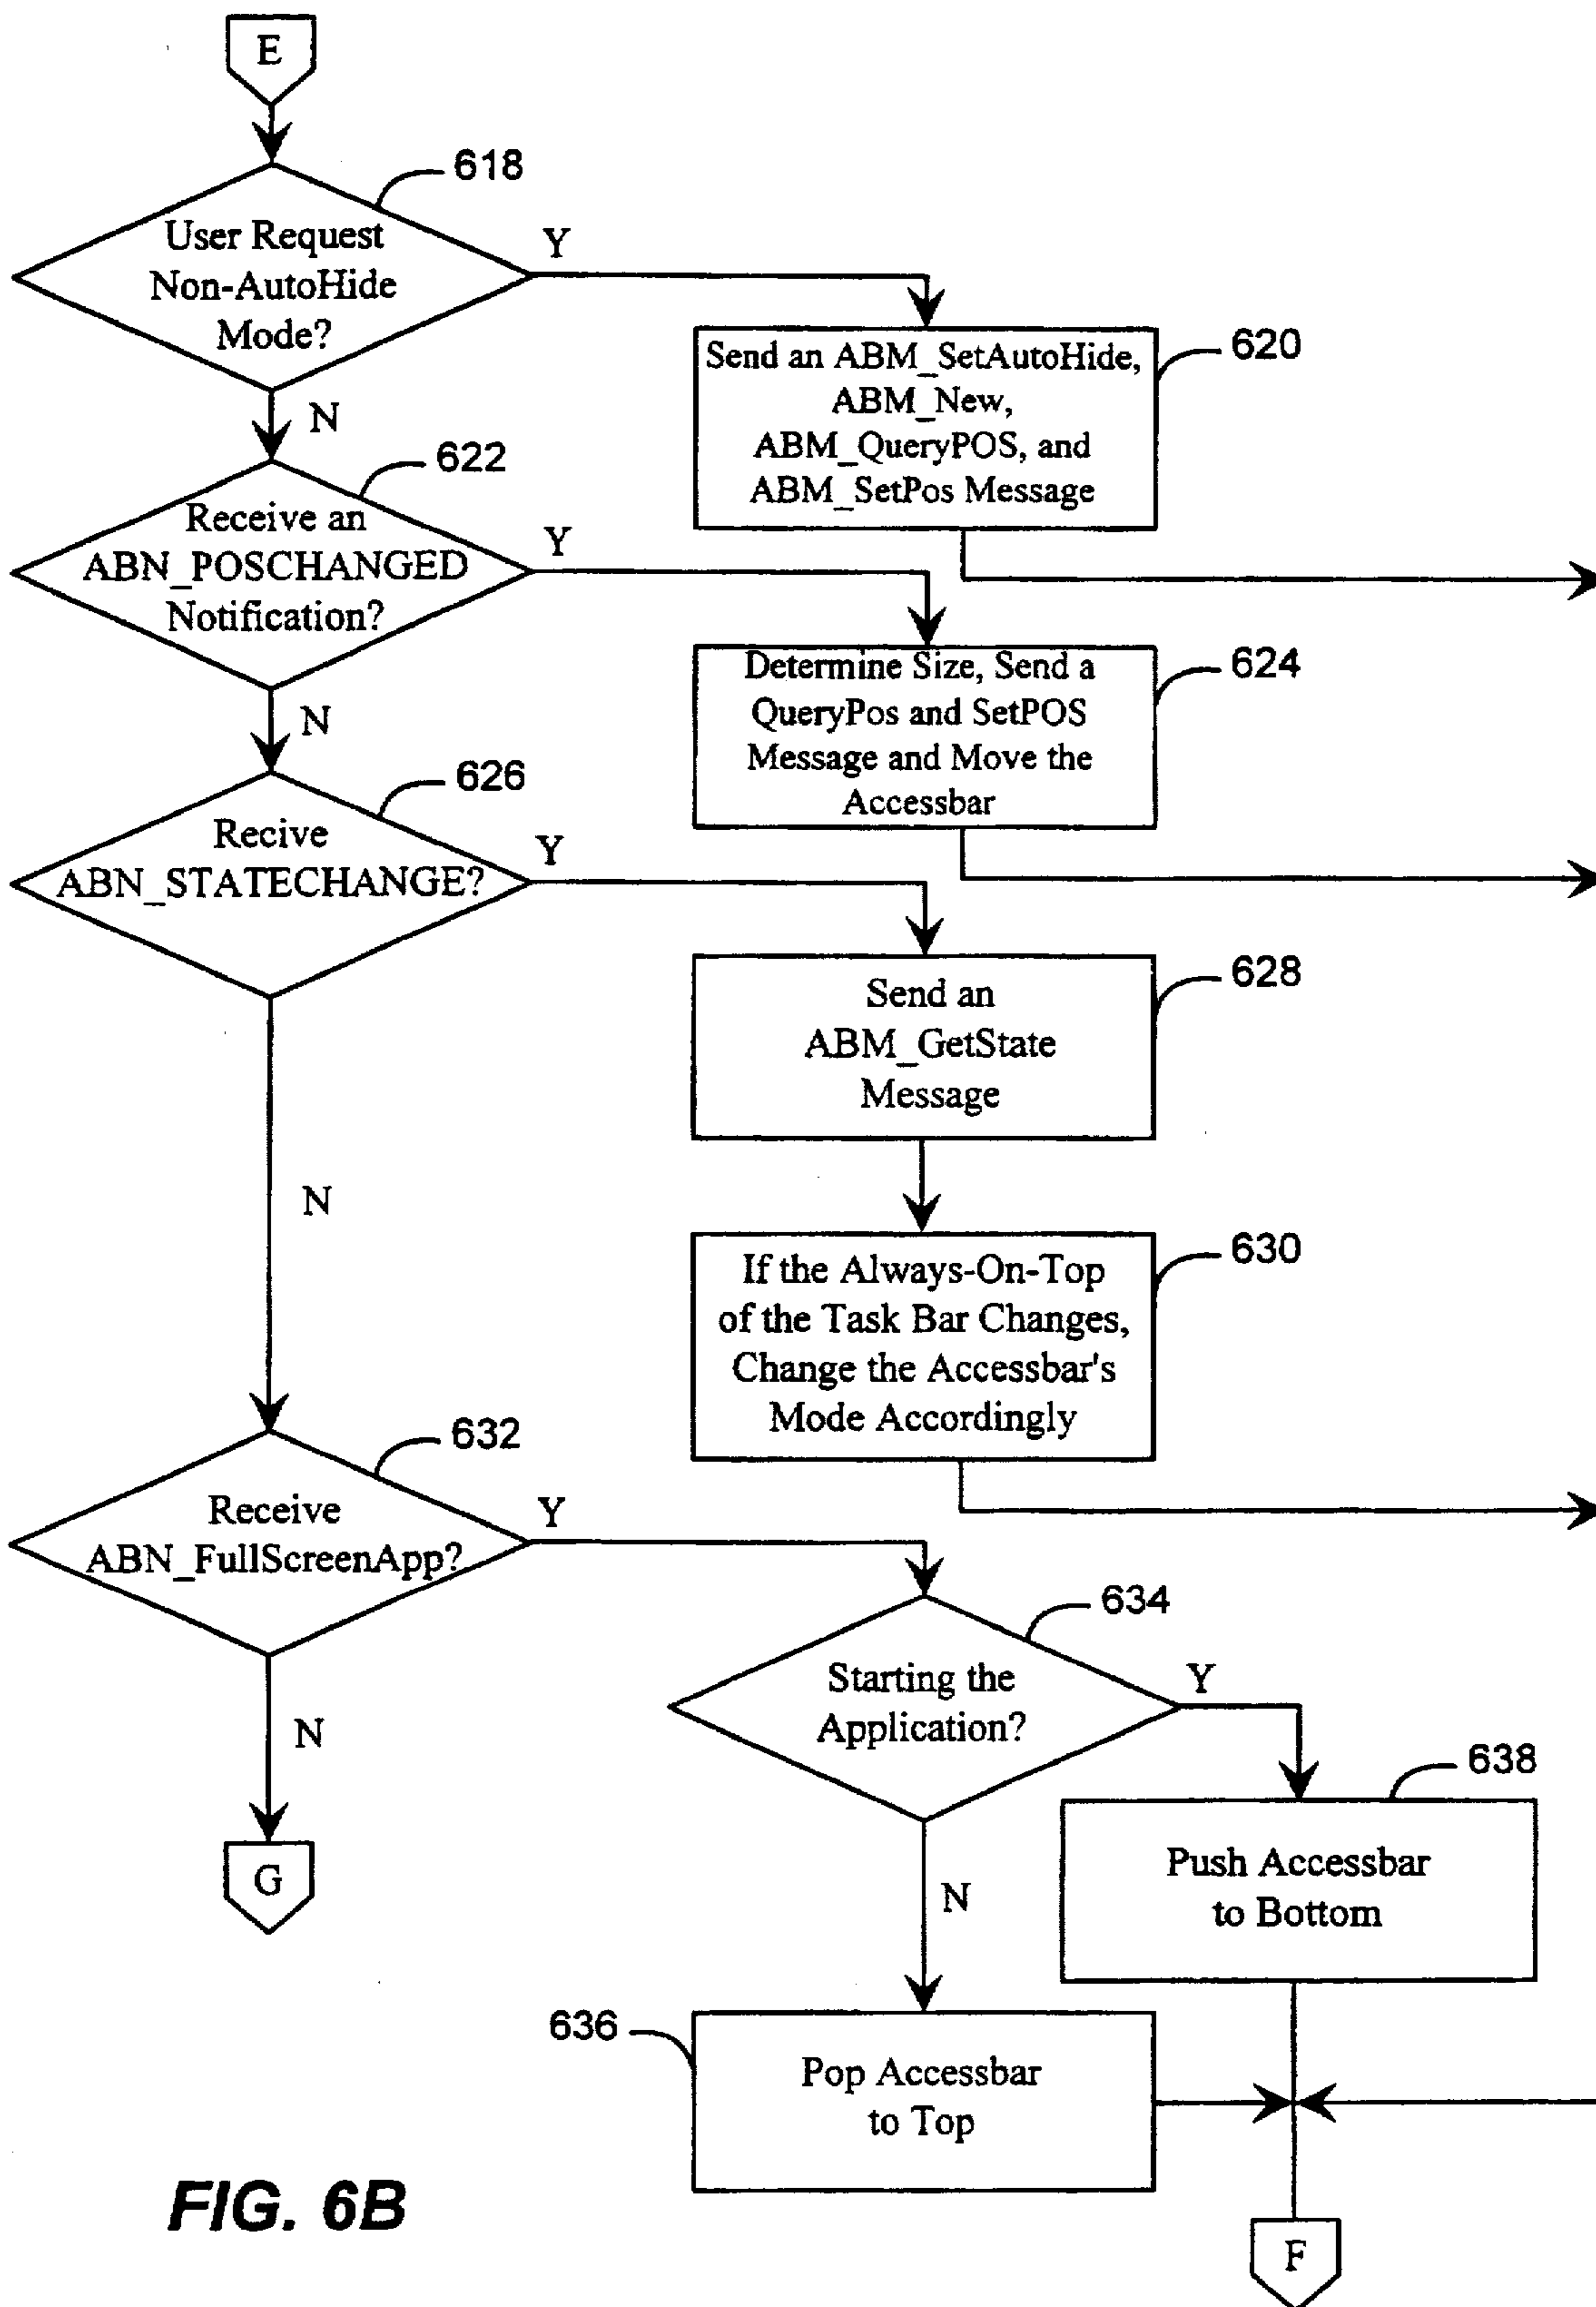 E
618
User Request
Non-AutoHide
Mode?
Y
N
620
Send an ABM_SetAutoHide,
ABM_New,
ABM_QueryPOS, and
ABM_SetPos Message
622
Receive an
ABN_POSCHANGED
Notification?
Y
N
624
Determine Size, Send a
QueryPos and SetPOS
Message and Move the
Accessbar
626
Recive
ABN_STATECHANGE?
Y
N
628
Send an
ABM_GetState
Message
630
If the Always-On-Top
of the Task Bar Changes,
Change the Accessbar's
Mode Accordingly
632
Receive
ABN_FullScreenApp?
Y
N
634
Starting the
Application?
Y
N
638
Push Accessbar
to Bottom
G
636
Pop Accessbar
to Top
FIG. 6B
F